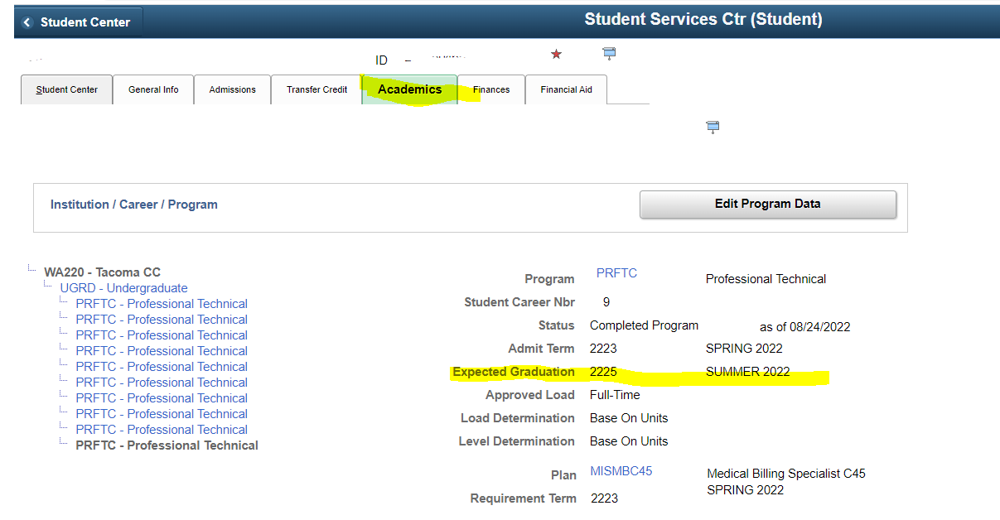 Student Center
Student Services Ctr (Student)
ID –
Student Center General Info Admissions Transfer Credit Academics Finances Financial Aid
Institution / Career / Program
Edit Program Data
WA220 - Tacoma CC
UGRD - Undergraduate
PRFTC - Professional Technical
PRFTC - Professional Technical
PRFTC - Professional Technical
PRFTC - Professional Technical
PRFTC - Professional Technical
PRFTC - Professional Technical
PRFTC - Professional Technical
PRFTC - Professional Technical
PRFTC - Professional Technical
PRFTC - Professional Technical
Program PRFTC Professional Technical
Student Career Nbr 9
Status Completed Program as of 08/24/2022
Admit Term 2223 SPRING 2022
Expected Graduation 2225 SUMMER 2022
Approved Load Full-Time
Load Determination Base On Units
Level Determination Base On Units
Plan MISMBC45 Medical Billing Specialist C45
Requirement Term 2223 SPRING 2022